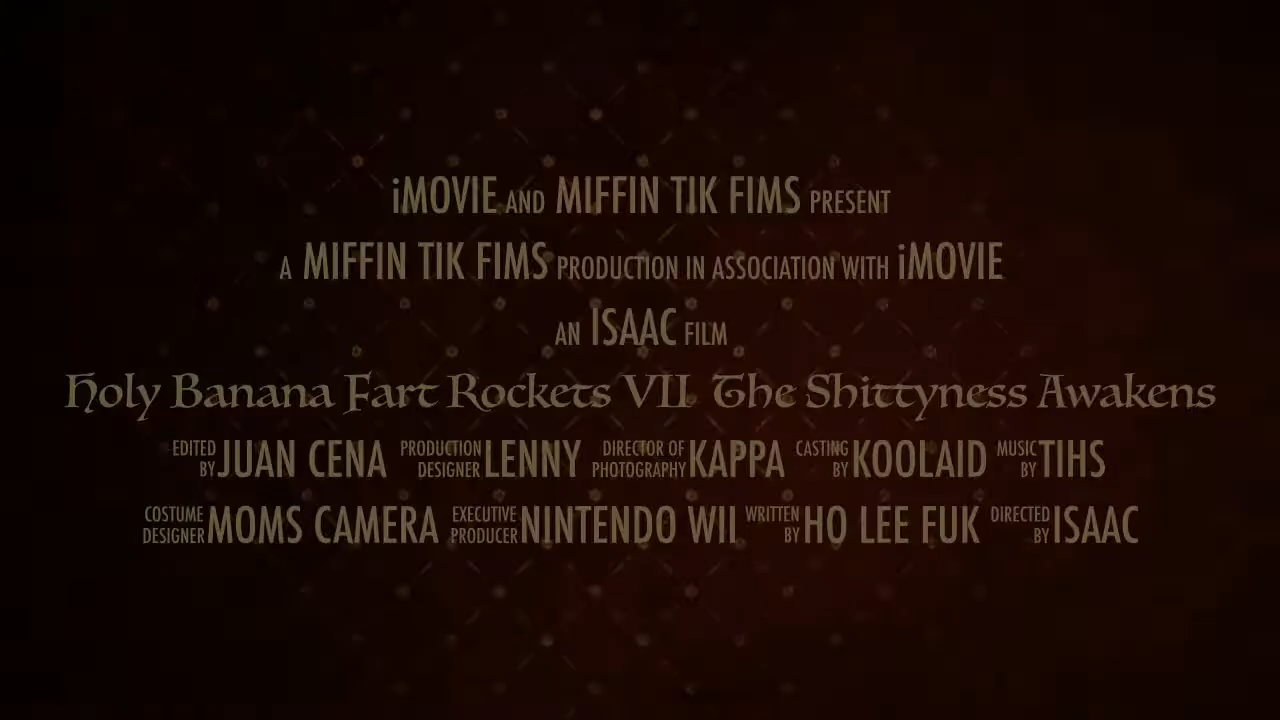 iMOVIE AND MIFFIN TIK FIMS PRESENT
A MIFFIN TIK FIMS PRODUCTION IN ASSOCIATION WITH iMOVIE
AN ISAAC FILM
Holy Banana Fart Rockets VII The Shittyness Awakens
EDITED BY JUAN CENA PRODUCTION DESIGNER LENNY DIRECTOR OF PHOTOGRAPHY KAPPA CASTING BY KOOLAID MUSIC BY TIHS
COSTUME DESIGNER MOMS CAMERA EXECUTIVE PRODUCER NINTENDO WII WRITTEN BY HO LEE FUK DIRECTED BY ISAAC